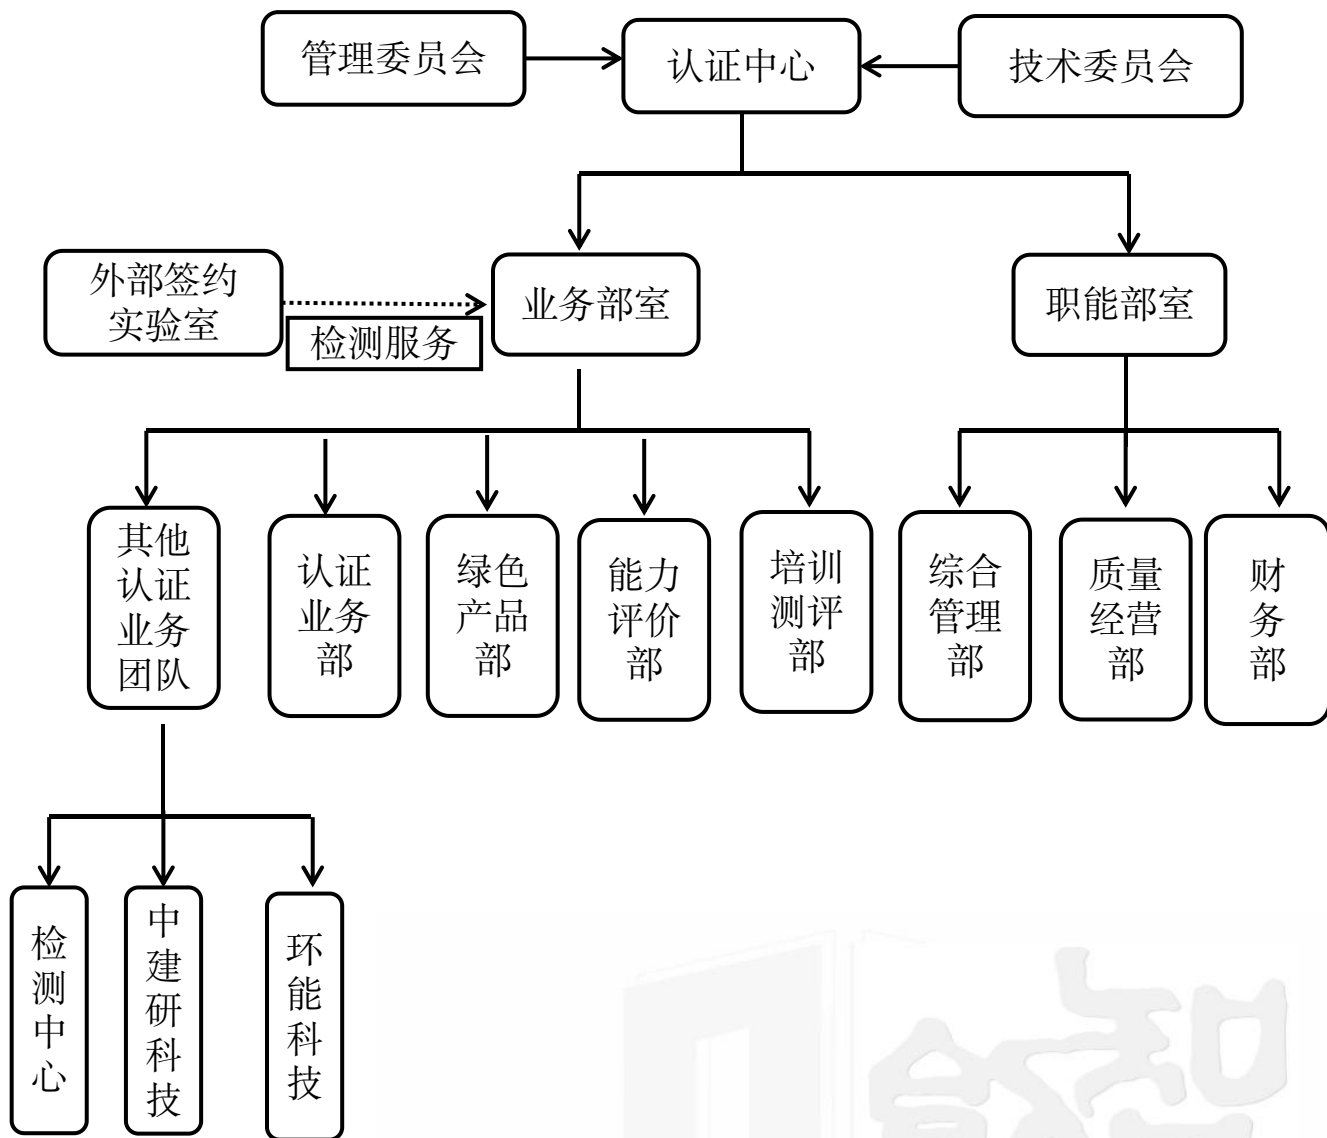 管理委员会
认证中心
技术委员会
外部签约
实验室
检测服务
业务部室
职能部室
其他
认证
业务
团队
认证
业务
部
绿色
产品
部
能力
评价
部
培训
测评
部
综合
管理
部
质量
经营
部
财
务
部
检
测
中
心
中
建
研
科
技
环
能
科
技